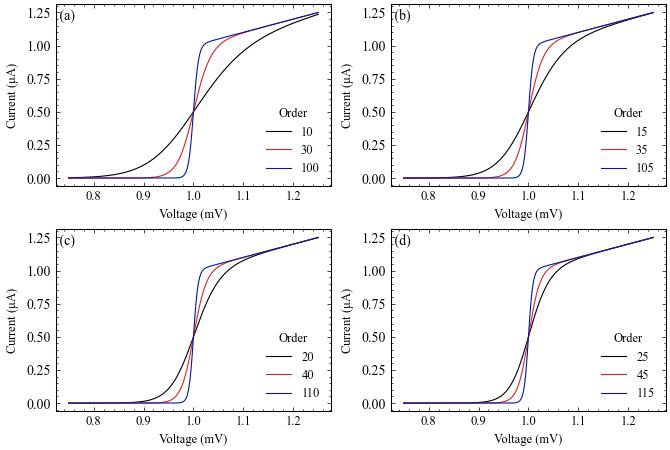 (a)
1.25
1.00
0.75
0.50
0.25
0.00
Current (μA)
Order
10
30
100
0.8 0.9 1.0 1.1 1.2
Voltage (mV)
(b)
1.25
1.00
0.75
0.50
0.25
0.00
Current (μA)
Order
15
35
105
0.8 0.9 1.0 1.1 1.2
Voltage (mV)
(c)
1.25
1.00
0.75
0.50
0.25
0.00
Current (μA)
Order
20
40
110
0.8 0.9 1.0 1.1 1.2
Voltage (mV)
(d)
1.25
1.00
0.75
0.50
0.25
0.00
Current (μA)
Order
25
45
115
0.8 0.9 1.0 1.1 1.2
Voltage (mV)